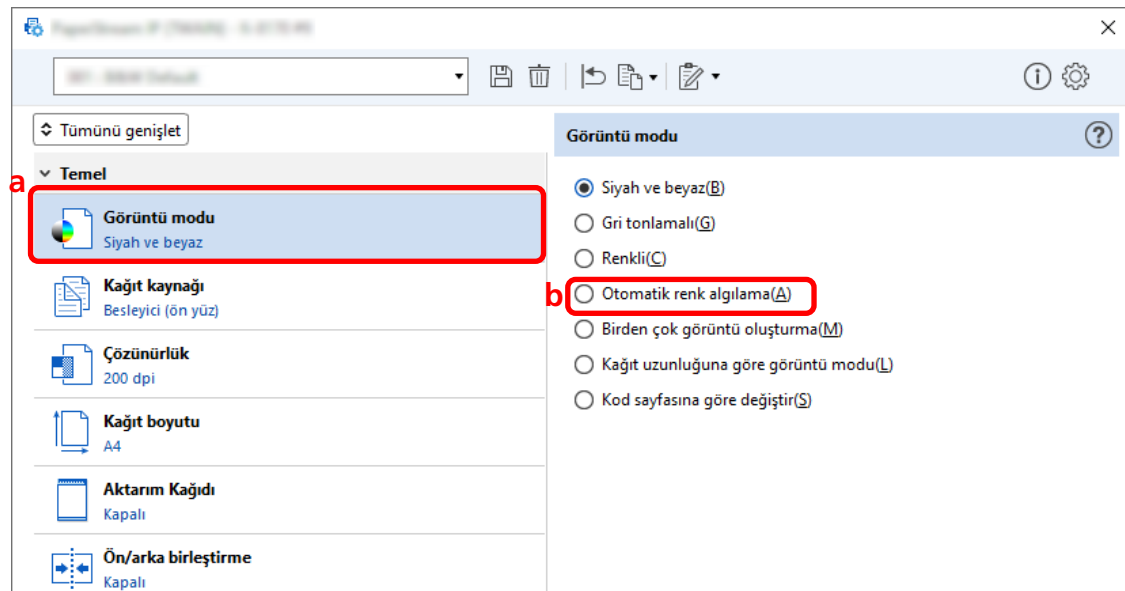 Tümünü genişlet
Temel
a
Görüntü modu
Siyah ve beyaz
Kağıt kaynağı
Besleyici (ön yüz)
Çözünürlük
200 dpi
Kağıt boyutu
A4
Aktarım Kağıdı
Kapalı
Ön/arka birleştirme
Kapalı
Görüntü modu
Siyah ve beyaz(B)
Gri tonlamalı(G)
Renkli(C)
b
Otomatik renk algılama(A)
Birden çok görüntü oluşturma(M)
Kağıt uzunluğuna göre görüntü modu(L)
Kod sayfasına göre değiştir(S)